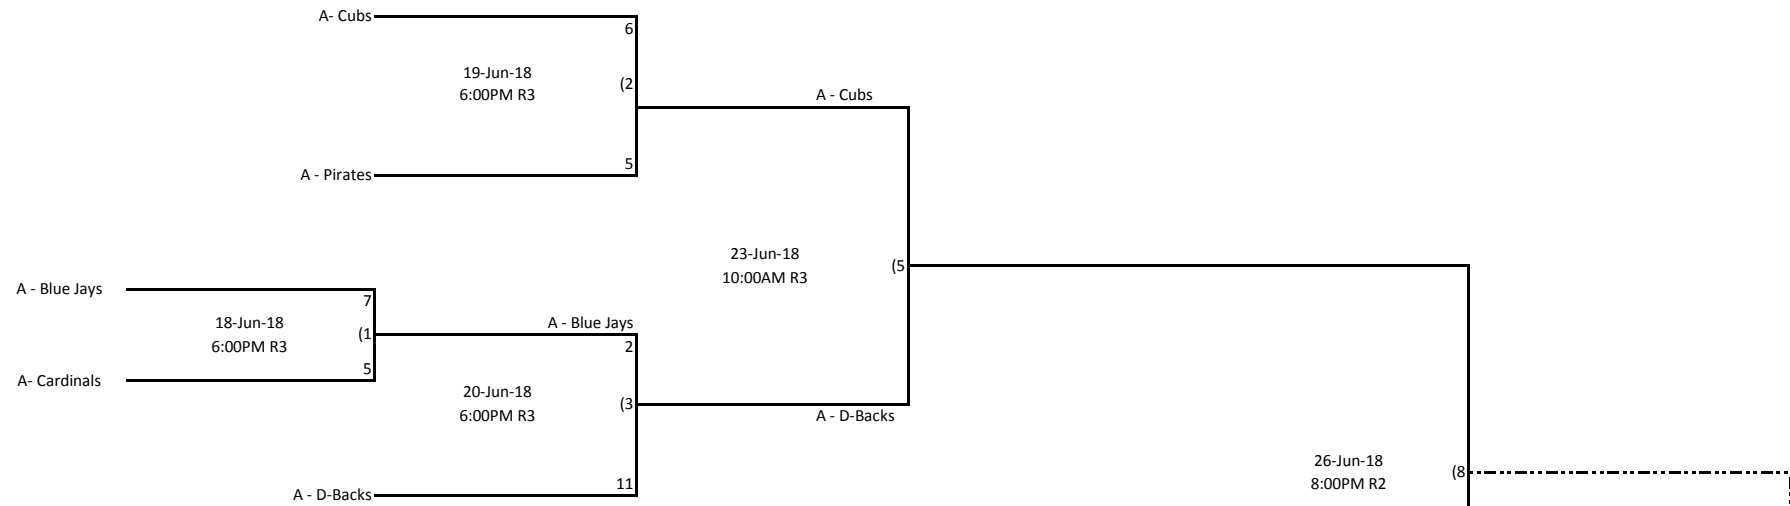 A- Cubs
6
19-Jun-18
6:00PM R3
(2
A - Cubs
5
A - Pirates
23-Jun-18
10:00AM R3
(5
A - Blue Jays
7
18-Jun-18
6:00PM R3
(1
A - Blue Jays
2
5
A- Cardinals
20-Jun-18
6:00PM R3
(3
A - D-Backs
26-Jun-18
8:00PM R2
(8
11
A - D-Backs